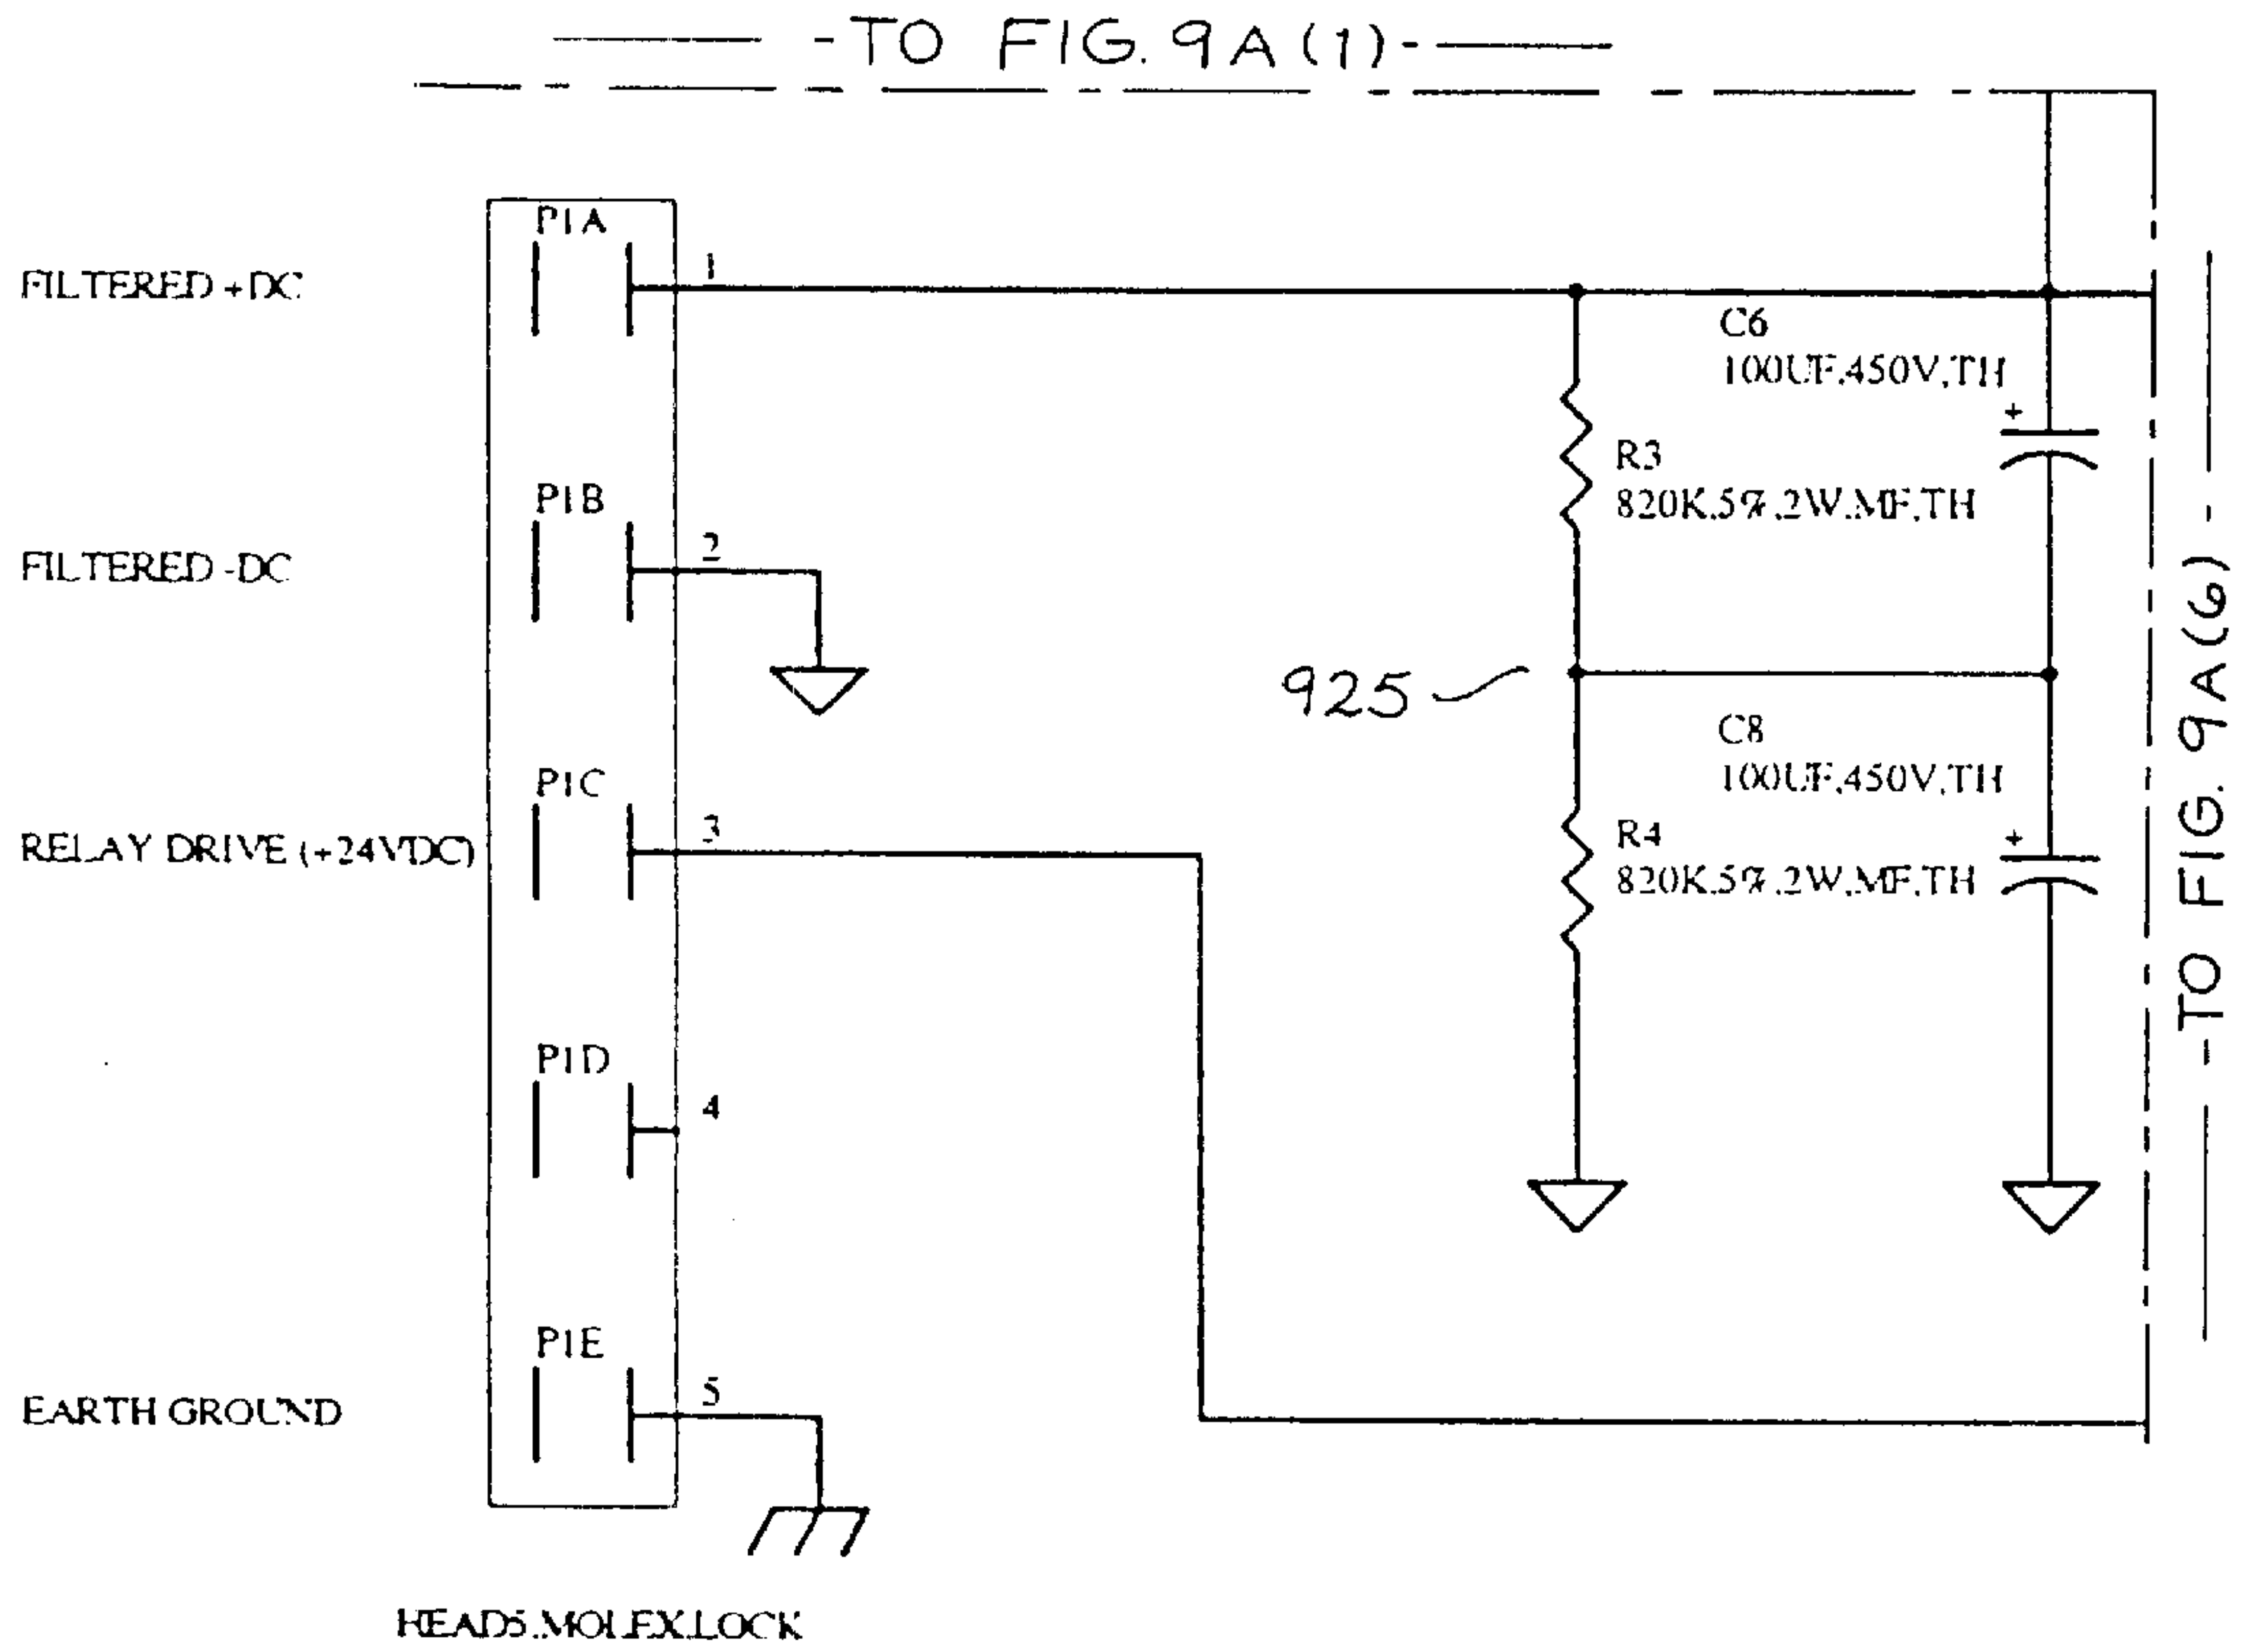 -TO FIG. 9A(1)-
P1A
FILTERED +DC
1
C6
100UF,450V,TH
+
R3
820K,5%,2W,MF,TH
P1B
FILTERED -DC
2
925
C8
100UF,450V,TH
+
P1C
RELAY DRIVE (+24VDC)
3
R4
820K,5%,2W,MF,TH
-TO FIG. 9A(6)-
P1D
4
P1E
EARTH GROUND
5
HEAD5,MOLEX,LOCK